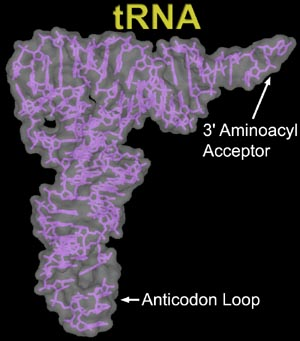 tRNA
3' Aminoacyl
Acceptor
Anticodon Loop